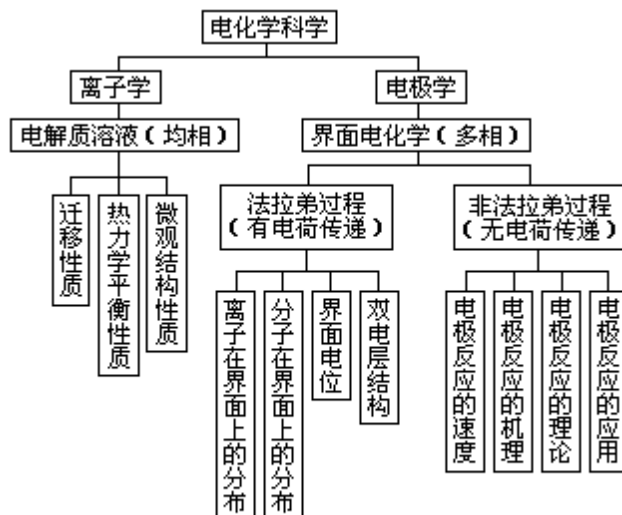 电化学科学
离子学
电极学
电解质溶液（均相）
界面电化学（多相）
迁移性质
热力学平衡性质
微观结构性质
法拉弟过程
（有电荷传递）
非法拉弟过程
（无电荷传递）
离子在界面上的分布
分子在界面上的分布
界面电位
双电层结构
电极反应的速度
电极反应的机理
电极反应的理论
电极反应的应用